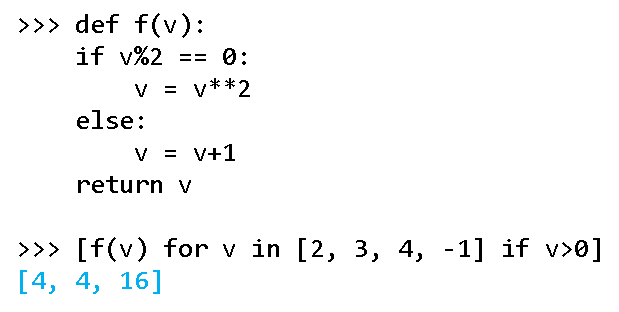 >>> def f(v):
    if v%2 == 0:
        v = v**2
    else:
        v = v+1
    return v
>>> [f(v) for v in [2, 3, 4, -1] if v>0]
[4, 4, 16]